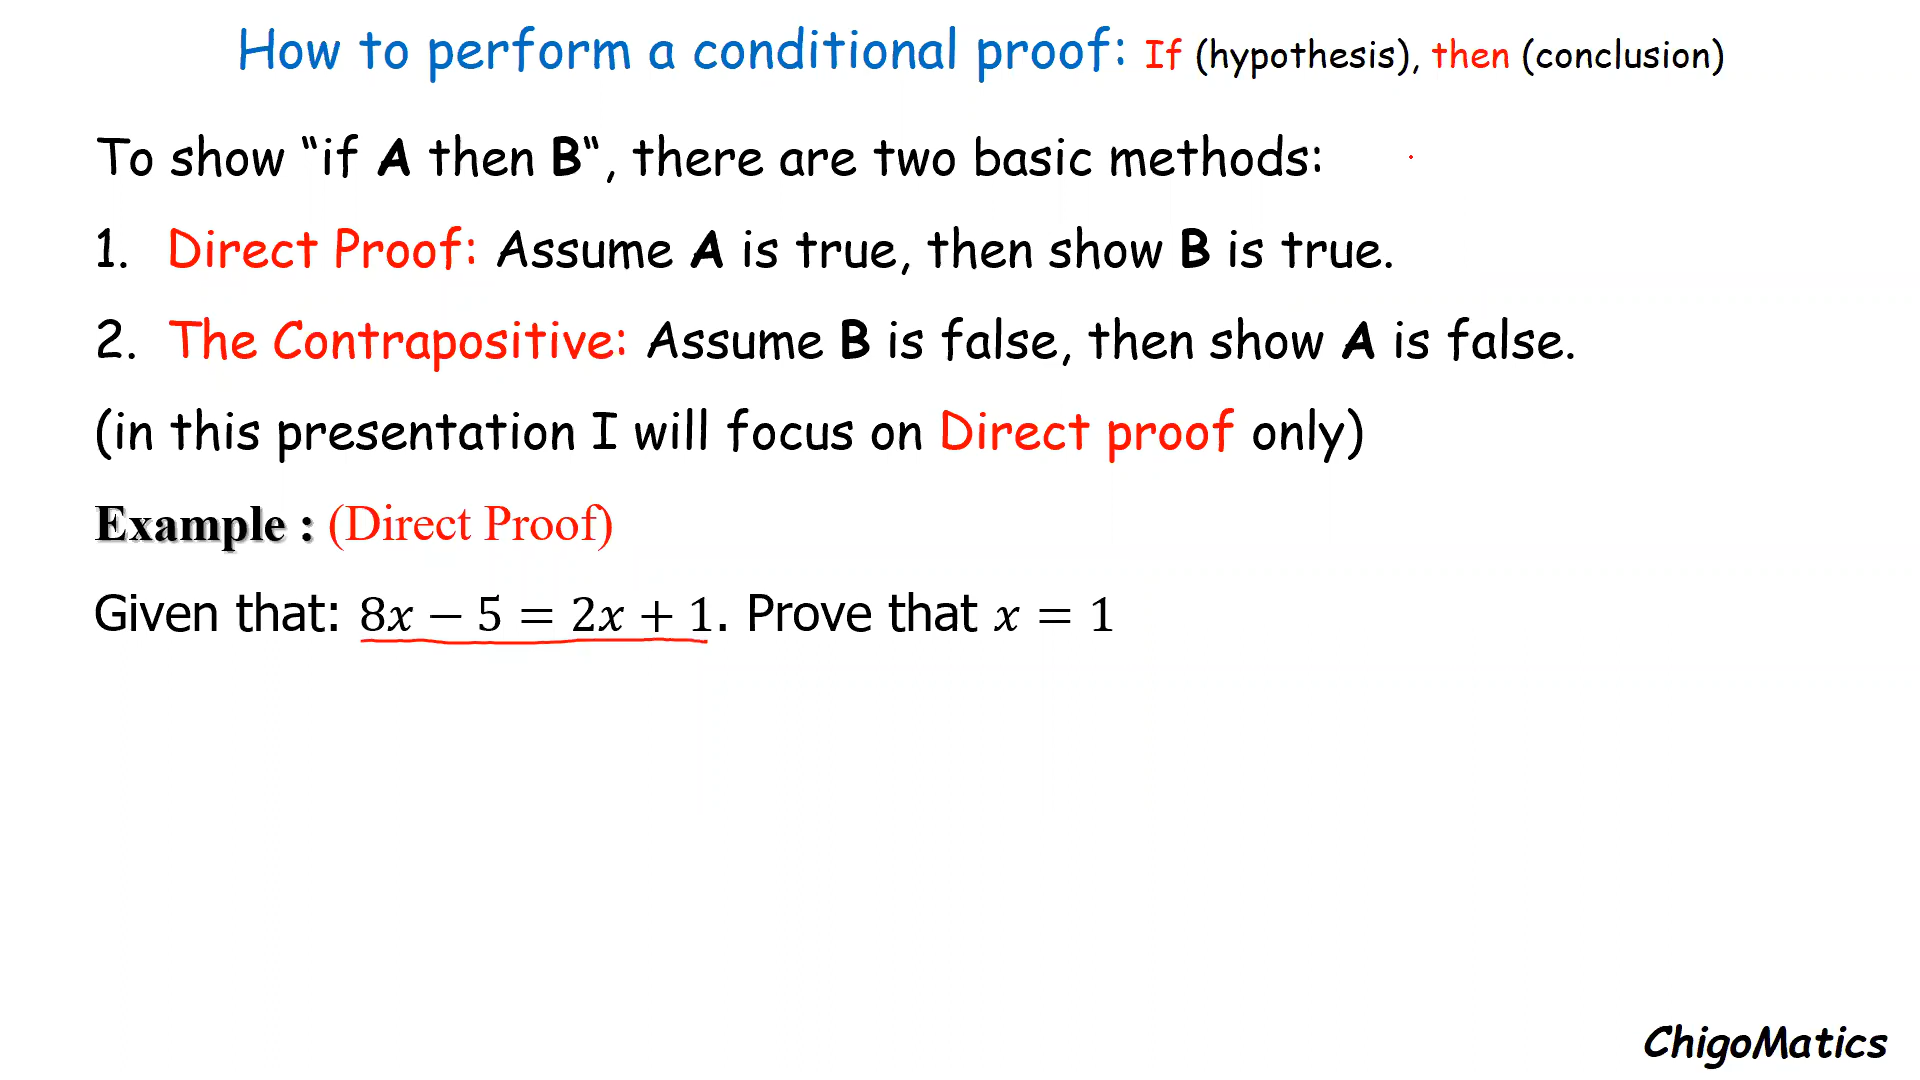 How to perform a conditional proof: If (hypothesis), then (conclusion)
To show “if A then B“, there are two basic methods:
1. Direct Proof: Assume A is true, then show B is true.
2. The Contrapositive: Assume B is false, then show A is false.
(in this presentation I will focus on Direct proof only)
Example : (Direct Proof)
Given that: 8x − 5 = 2x + 1. Prove that x = 1
ChigoMatics